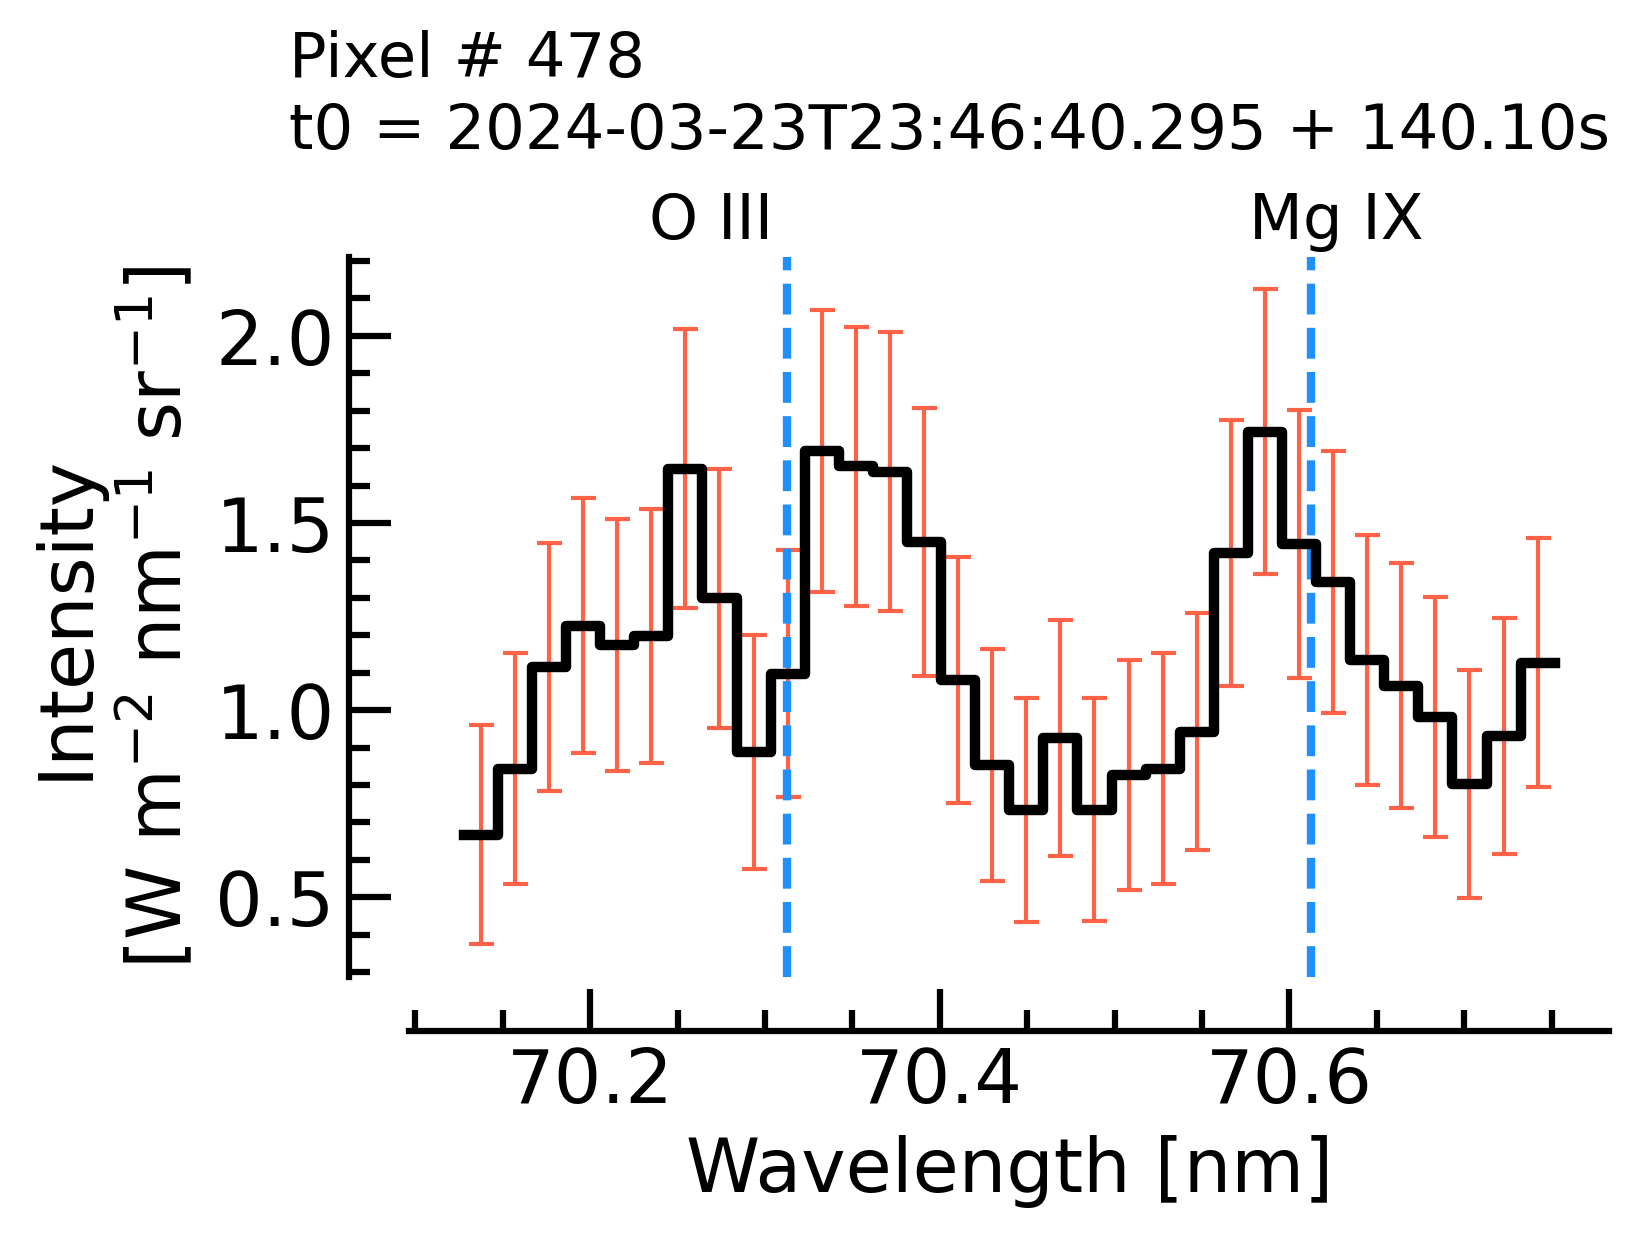 Pixel # 478
t0 = 2024-03-23T23:46:40.295 + 140.10s
O III Mg IX
Intensity
[W m⁻² nm⁻¹ sr⁻¹]
2.0
1.5
1.0
0.5
70.2 70.4 70.6
Wavelength [nm]